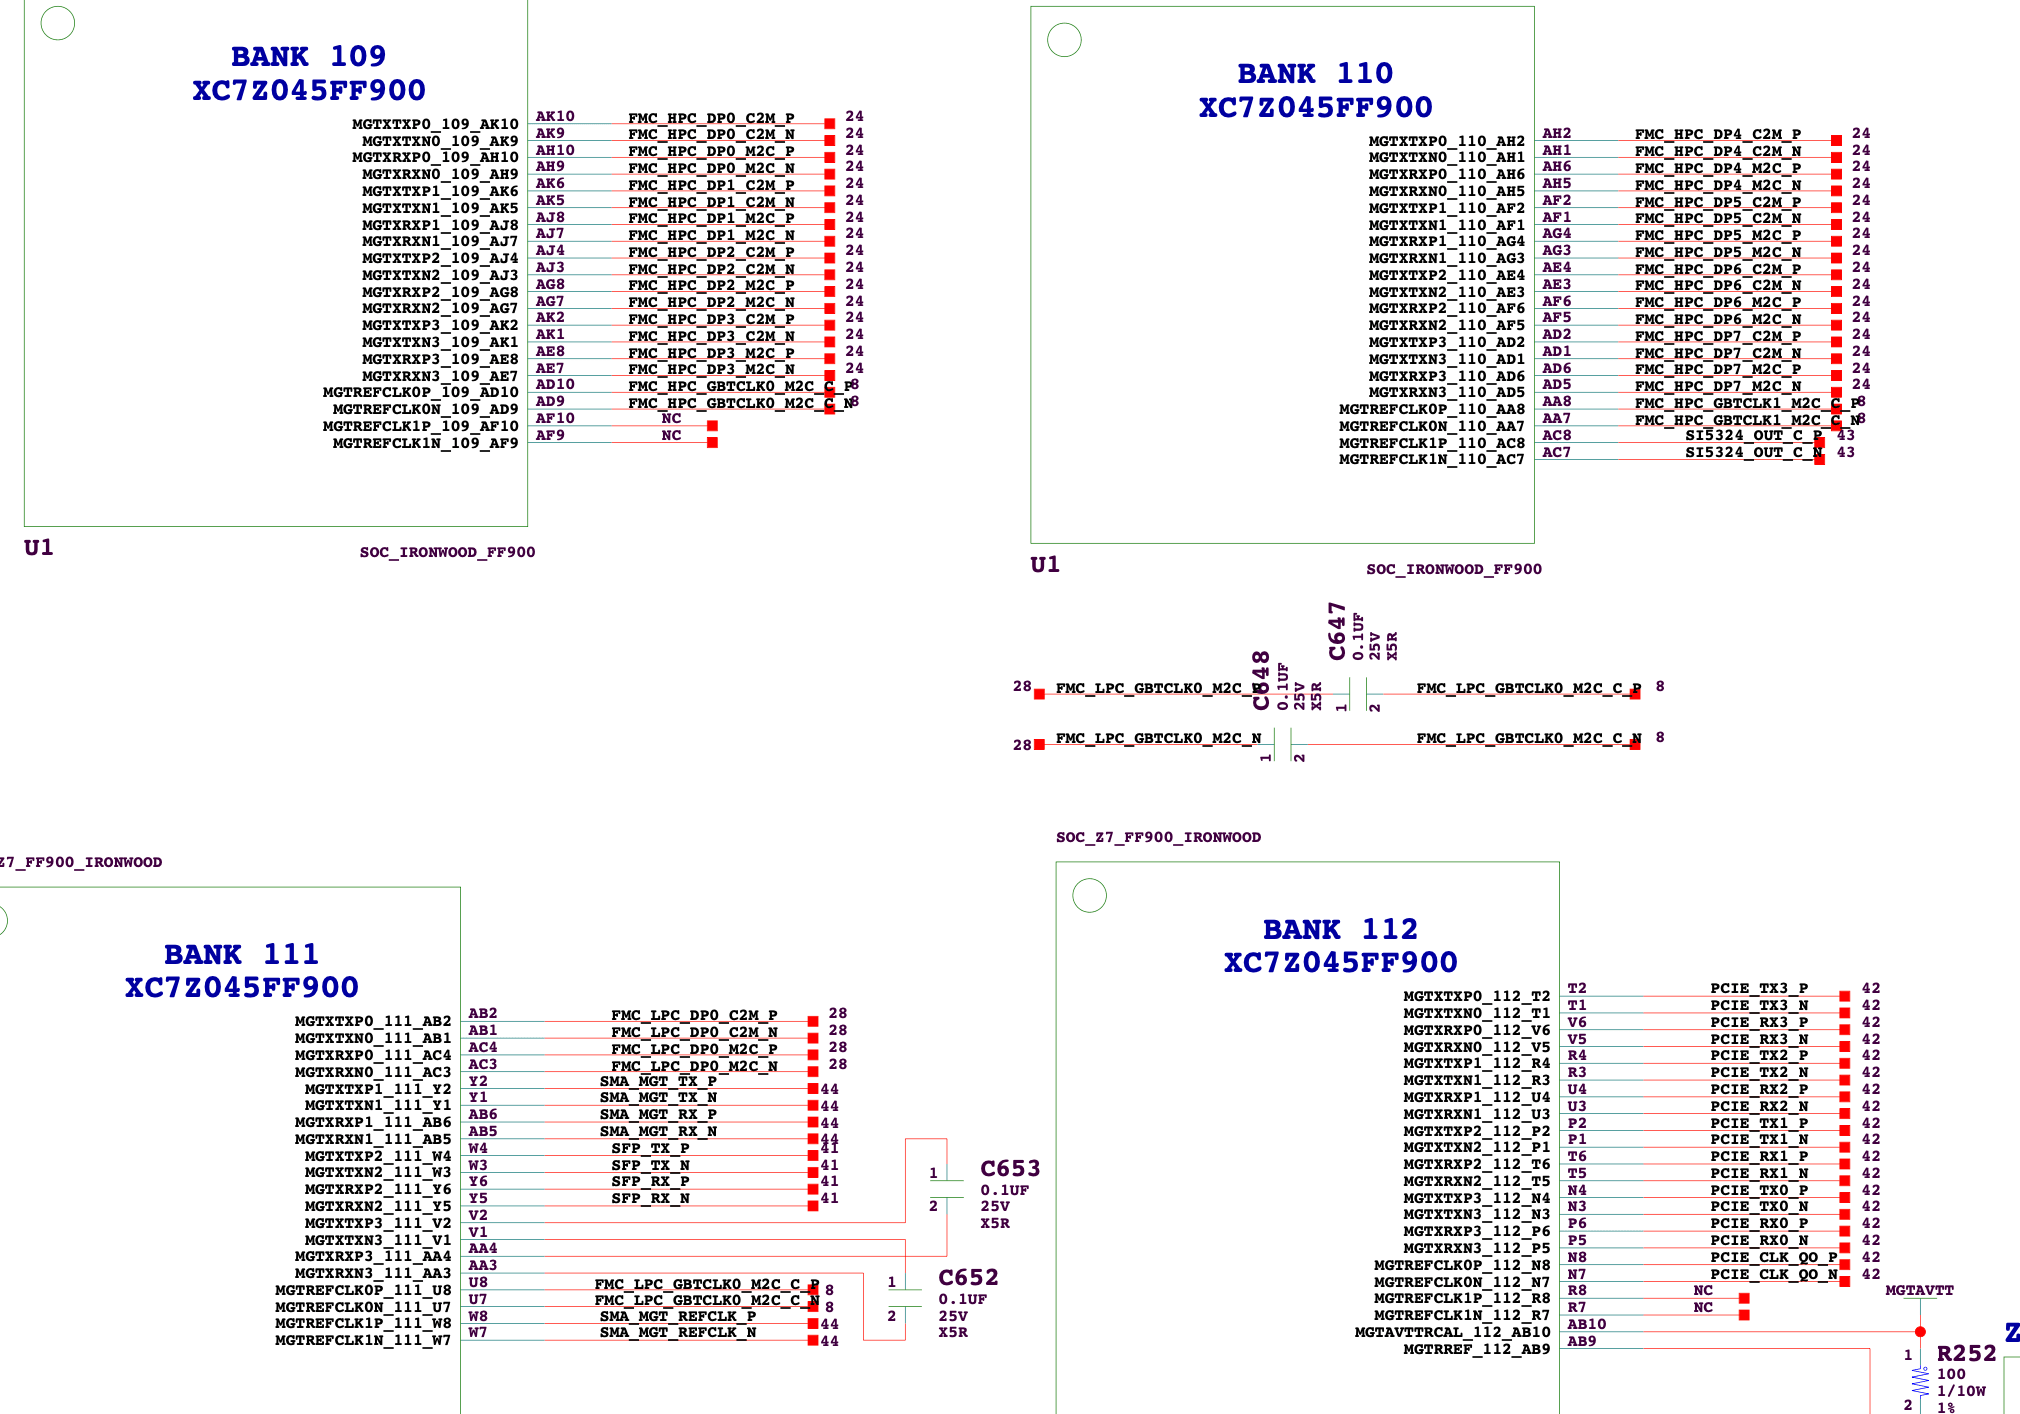 BANK 109
XC7Z045FF900
MGTXTXP0_109_AK10 AK10 FMC_HPC_DP0_C2M_P 24
MGTXTXN0_109_AK9 AK9 FMC_HPC_DP0_C2M_N 24
MGTXRXP0_109_AH10 AH10 FMC_HPC_DP0_M2C_P 24
MGTXRXN0_109_AH9 AH9 FMC_HPC_DP0_M2C_N 24
MGTXTXP1_109_AK6 AK6 FMC_HPC_DP1_C2M_P 24
MGTXTXN1_109_AK5 AK5 FMC_HPC_DP1_C2M_N 24
MGTXRXP1_109_AJ8 AJ8 FMC_HPC_DP1_M2C_P 24
MGTXRXN1_109_AJ7 AJ7 FMC_HPC_DP1_M2C_N 24
MGTXTXP2_109_AJ4 AJ4 FMC_HPC_DP2_C2M_P 24
MGTXTXN2_109_AJ3 AJ3 FMC_HPC_DP2_C2M_N 24
MGTXRXP2_109_AG8 AG8 FMC_HPC_DP2_M2C_P 24
MGTXRXN2_109_AG7 AG7 FMC_HPC_DP2_M2C_N 24
MGTXTXP3_109_AK2 AK2 FMC_HPC_DP3_C2M_P 24
MGTXTXN3_109_AK1 AK1 FMC_HPC_DP3_C2M_N 24
MGTXRXP3_109_AE8 AE8 FMC_HPC_DP3_M2C_P 24
MGTXRXN3_109_AE7 AE7 FMC_HPC_DP3_M2C_N 24
MGTREFCLK0P_109_AD10 AD10 FMC_HPC_GBTCLK0_M2C_C_P 8
MGTREFCLK0N_109_AD9 AD9 FMC_HPC_GBTCLK0_M2C_C_N 8
MGTREFCLK1P_109_AF10 AF10 NC
MGTREFCLK1N_109_AF9 AF9 NC
U1
SOC_IRONWOOD_FF900
BANK 110
XC7Z045FF900
MGTXTXP0_110_AH2 AH2 FMC_HPC_DP4_C2M_P 24
MGTXTXN0_110_AH1 AH1 FMC_HPC_DP4_C2M_N 24
MGTXRXP0_110_AH6 AH6 FMC_HPC_DP4_M2C_P 24
MGTXRXN0_110_AH5 AH5 FMC_HPC_DP4_M2C_N 24
MGTXTXP1_110_AF2 AF2 FMC_HPC_DP5_C2M_P 24
MGTXTXN1_110_AF1 AF1 FMC_HPC_DP5_C2M_N 24
MGTXRXP1_110_AG4 AG4 FMC_HPC_DP5_M2C_P 24
MGTXRXN1_110_AG3 AG3 FMC_HPC_DP5_M2C_N 24
MGTXTXP2_110_AE4 AE4 FMC_HPC_DP6_C2M_P 24
MGTXTXN2_110_AE3 AE3 FMC_HPC_DP6_C2M_N 24
MGTXRXP2_110_AF6 AF6 FMC_HPC_DP6_M2C_P 24
MGTXRXN2_110_AF5 AF5 FMC_HPC_DP6_M2C_N 24
MGTXTXP3_110_AD2 AD2 FMC_HPC_DP7_C2M_P 24
MGTXTXN3_110_AD1 AD1 FMC_HPC_DP7_C2M_N 24
MGTXRXP3_110_AD6 AD6 FMC_HPC_DP7_M2C_P 24
MGTXRXN3_110_AD5 AD5 FMC_HPC_DP7_M2C_N 24
MGTREFCLK0P_110_AA8 AA8 FMC_HPC_GBTCLK1_M2C_C_P 8
MGTREFCLK0N_110_AA7 AA7 FMC_HPC_GBTCLK1_M2C_C_N 8
MGTREFCLK1P_110_AC8 AC8 SI5324_OUT_C_P 43
MGTREFCLK1N_110_AC7 AC7 SI5324_OUT_C_N 43
U1
SOC_IRONWOOD_FF900
C647
0.1UF
25V
X5R
C648
0.1UF
25V
X5R
28 FMC_LPC_GBTCLK0_M2C_P 1 2 FMC_LPC_GBTCLK0_M2C_C_P 8
28 FMC_LPC_GBTCLK0_M2C_N 1 2 FMC_LPC_GBTCLK0_M2C_C_N 8
Z7_FF900_IRONWOOD
BANK 111
XC7Z045FF900
MGTXTXP0_111_AB2 AB2 FMC_LPC_DP0_C2M_P 28
MGTXTXN0_111_AB1 AB1 FMC_LPC_DP0_C2M_N 28
MGTXRXP0_111_AC4 AC4 FMC_LPC_DP0_M2C_P 28
MGTXRXN0_111_AC3 AC3 FMC_LPC_DP0_M2C_N 28
MGTXTXP1_111_Y2 Y2 SMA_MGT_TX_P 44
MGTXTXN1_111_Y1 Y1 SMA_MGT_TX_N 44
MGTXRXP1_111_AB6 AB6 SMA_MGT_RX_P 44
MGTXRXN1_111_AB5 AB5 SMA_MGT_RX_N 44
MGTXTXP2_111_W4 W4 SFP_TX_P 41
MGTXTXN2_111_W3 W3 SFP_TX_N 41
MGTXRXP2_111_Y6 Y6 SFP_RX_P 41
MGTXRXN2_111_Y5 Y5 SFP_RX_N 41
MGTXTXP3_111_V2 V2
MGTXTXN3_111_V1 V1
MGTXRXP3_111_AA4 AA4
MGTXRXN3_111_AA3 AA3
MGTREFCLK0P_111_U8 U8 FMC_LPC_GBTCLK0_M2C_C_P 8
MGTREFCLK0N_111_U7 U7 FMC_LPC_GBTCLK0_M2C_C_N 8
MGTREFCLK1P_111_W8 W8 SMA_MGT_REFCLK_P 44
MGTREFCLK1N_111_W7 W7 SMA_MGT_REFCLK_N 44
1 C653
0.1UF
2 25V
X5R
1 C652
0.1UF
2 25V
X5R
SOC_Z7_FF900_IRONWOOD
BANK 112
XC7Z045FF900
MGTXTXP0_112_T2 T2 PCIE_TX3_P 42
MGTXTXN0_112_T1 T1 PCIE_TX3_N 42
MGTXRXP0_112_V6 V6 PCIE_RX3_P 42
MGTXRXN0_112_V5 V5 PCIE_RX3_N 42
MGTXTXP1_112_R4 R4 PCIE_TX2_P 42
MGTXTXN1_112_R3 R3 PCIE_TX2_N 42
MGTXRXP1_112_U4 U4 PCIE_RX2_P 42
MGTXRXN1_112_U3 U3 PCIE_RX2_N 42
MGTXTXP2_112_P2 P2 PCIE_TX1_P 42
MGTXTXN2_112_P1 P1 PCIE_TX1_N 42
MGTXRXP2_112_T6 T6 PCIE_RX1_P 42
MGTXRXN2_112_T5 T5 PCIE_RX1_N 42
MGTXTXP3_112_N4 N4 PCIE_TX0_P 42
MGTXTXN3_112_N3 N3 PCIE_TX0_N 42
MGTXRXP3_112_P6 P6 PCIE_RX0_P 42
MGTXRXN3_112_P5 P5 PCIE_RX0_N 42
MGTREFCLK0P_112_N8 N8 PCIE_CLK_QO_P 42
MGTREFCLK0N_112_N7 N7 PCIE_CLK_QO_N 42
MGTREFCLK1P_112_R8 R8 NC
MGTREFCLK1N_112_R7 R7 NC
MGTAVTTRCAL_112_AB10 AB10
MGTRREF_112_AB9 AB9
MGTAVTT
1 R252
100
1/10W
2 1%
Z